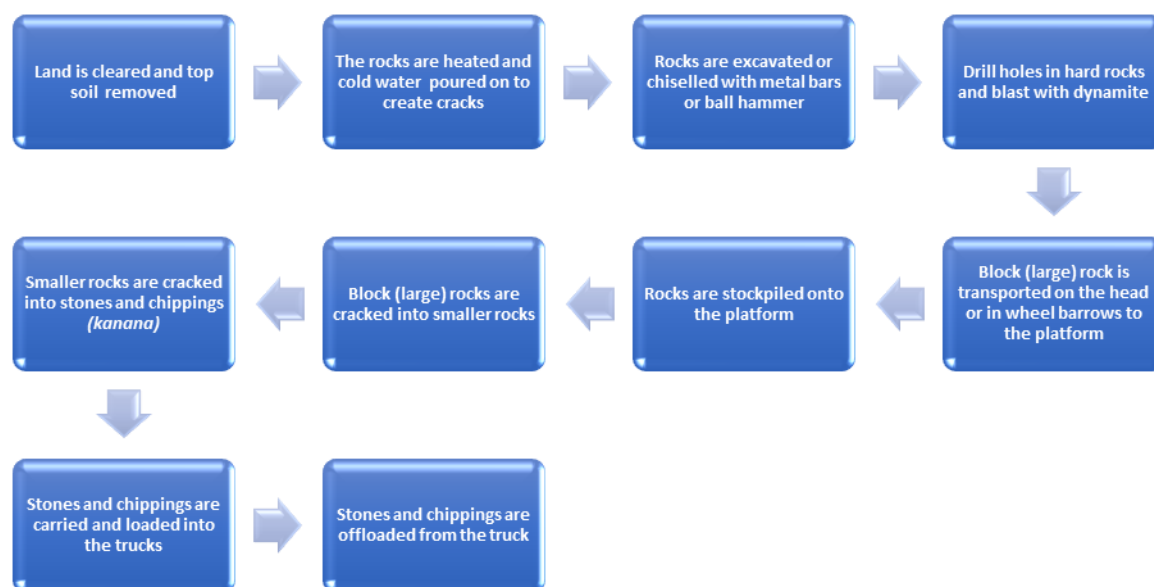 Land is cleared and top
soil removed
The rocks are heated and
cold water poured on to
create cracks
Rocks are excavated or
chiselled with metal bars
or ball hammer
Drill holes in hard rocks
and blast with dynamite
Block (large) rock is
transported on the head
or in wheel barrows to
the platform
Rocks are stockpiled onto
the platform
Block (large) rocks are
cracked into smaller rocks
Smaller rocks are cracked
into stones and chippings
(kanana)
Stones and chippings are
carried and loaded into
the trucks
Stones and chippings are
offloaded from the truck